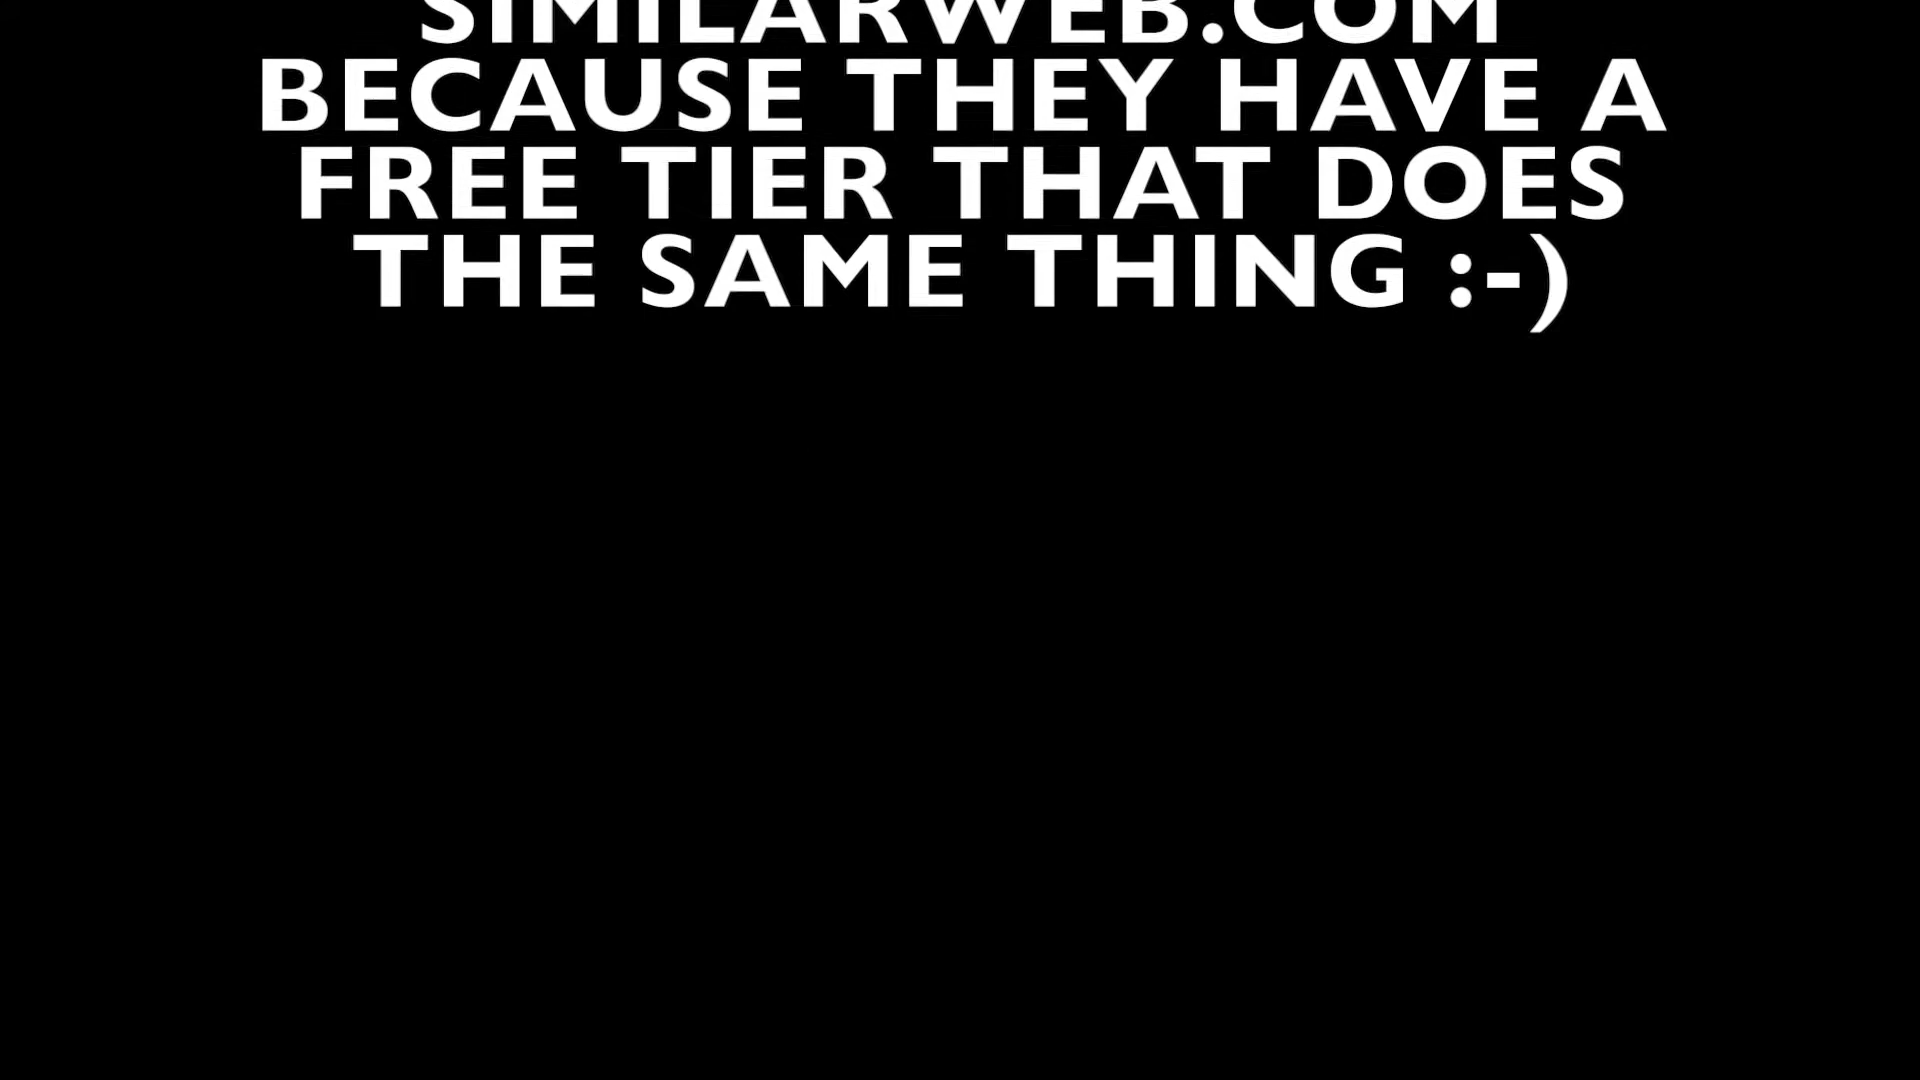 SIMILARWEB.COM
BECAUSE THEY HAVE A
FREE TIER THAT DOES
THE SAME THING :-)